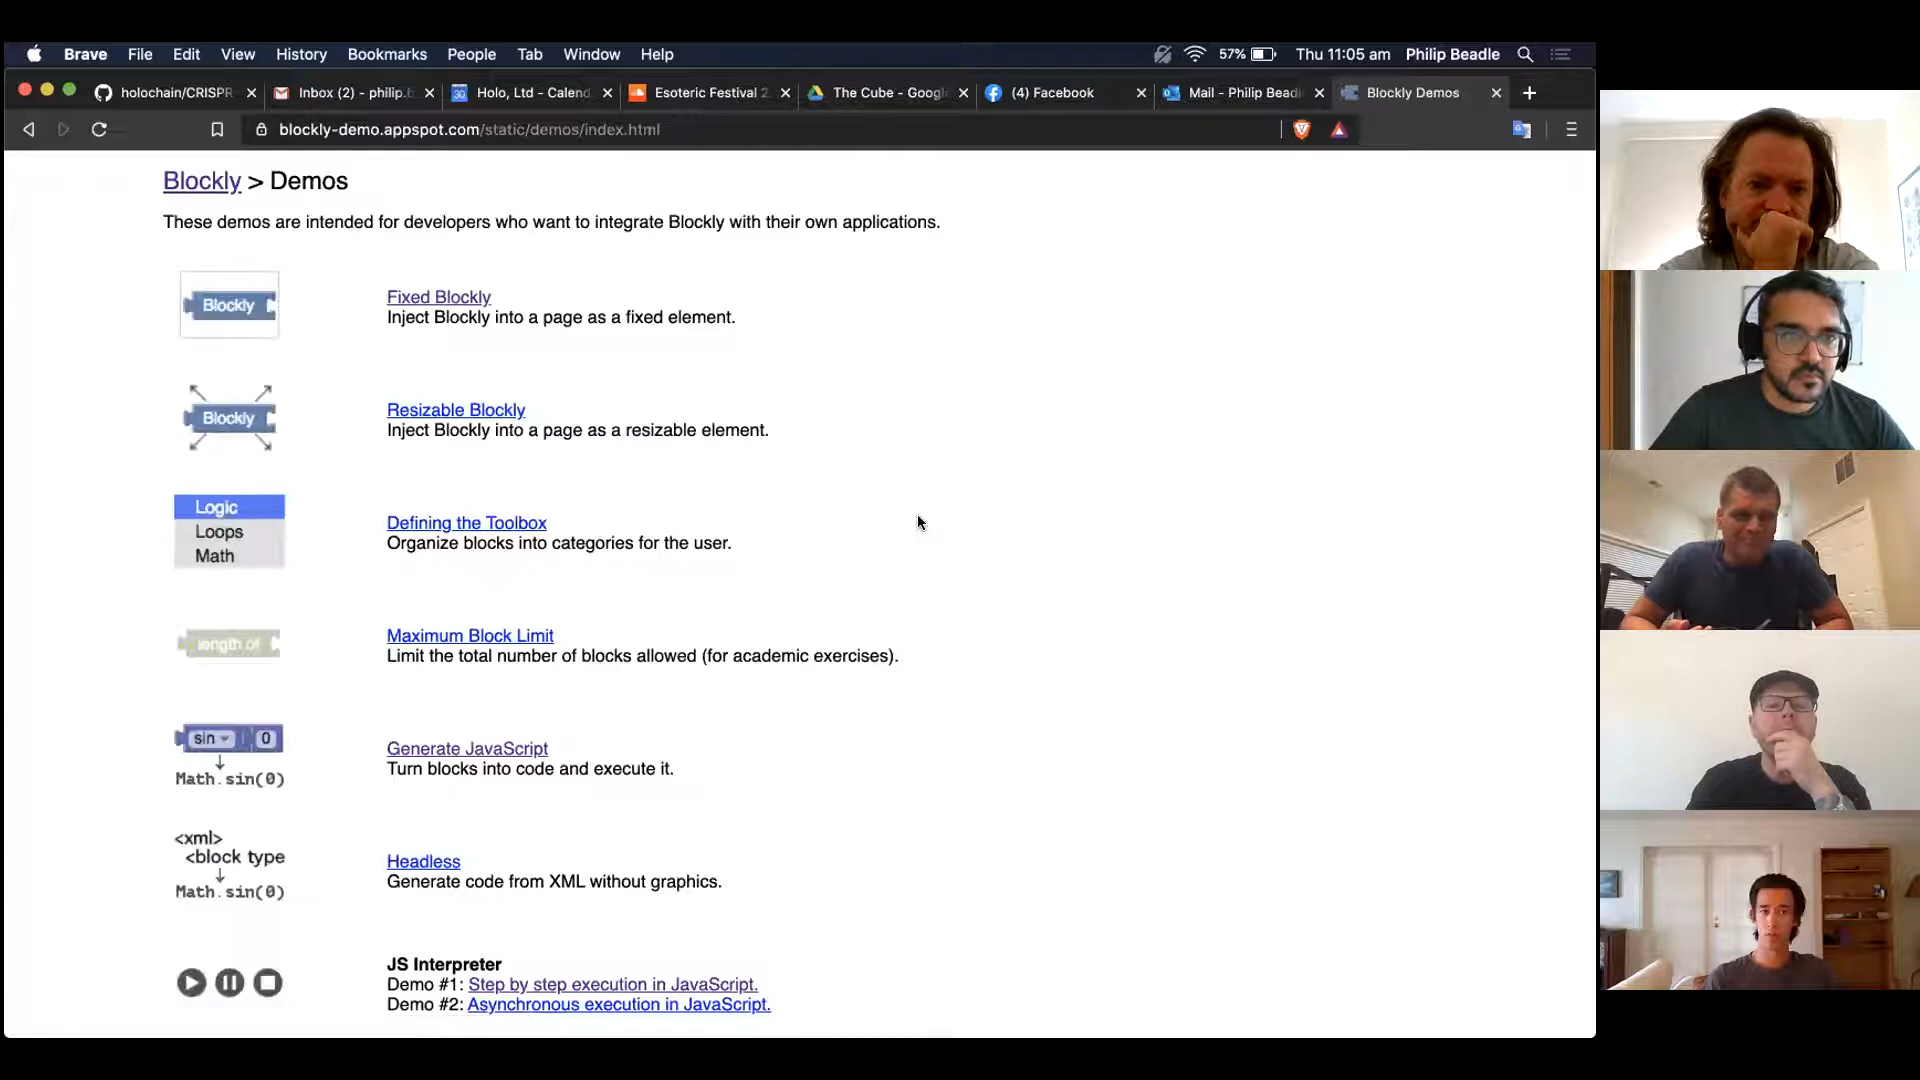 Brave File Edit View History Bookmarks People Tab Window Help 57% Thu 11:05 am Philip Beadle
holochain/CRISPR Inbox (2) - philip. Holo, Ltd - Calend Esoteric Festival 2 The Cube - Googl (4) Facebook Mail - Philip Beadl Blockly Demos
blockly-demo.appspot.com/static/demos/index.html
Blockly > Demos
These demos are intended for developers who want to integrate Blockly with their own applications.
Blockly
Fixed Blockly
Inject Blockly into a page as a fixed element.
Blockly
Resizable Blockly
Inject Blockly into a page as a resizable element.
Logic
Loops
Math
Defining the Toolbox
Organize blocks into categories for the user.
length of
Maximum Block Limit
Limit the total number of blocks allowed (for academic exercises).
sin 0
Math.sin(0)
Generate JavaScript
Turn blocks into code and execute it.
<xml>
<block type
Math.sin(0)
Headless
Generate code from XML without graphics.
JS Interpreter
Demo #1: Step by step execution in JavaScript.
Demo #2: Asynchronous execution in JavaScript.